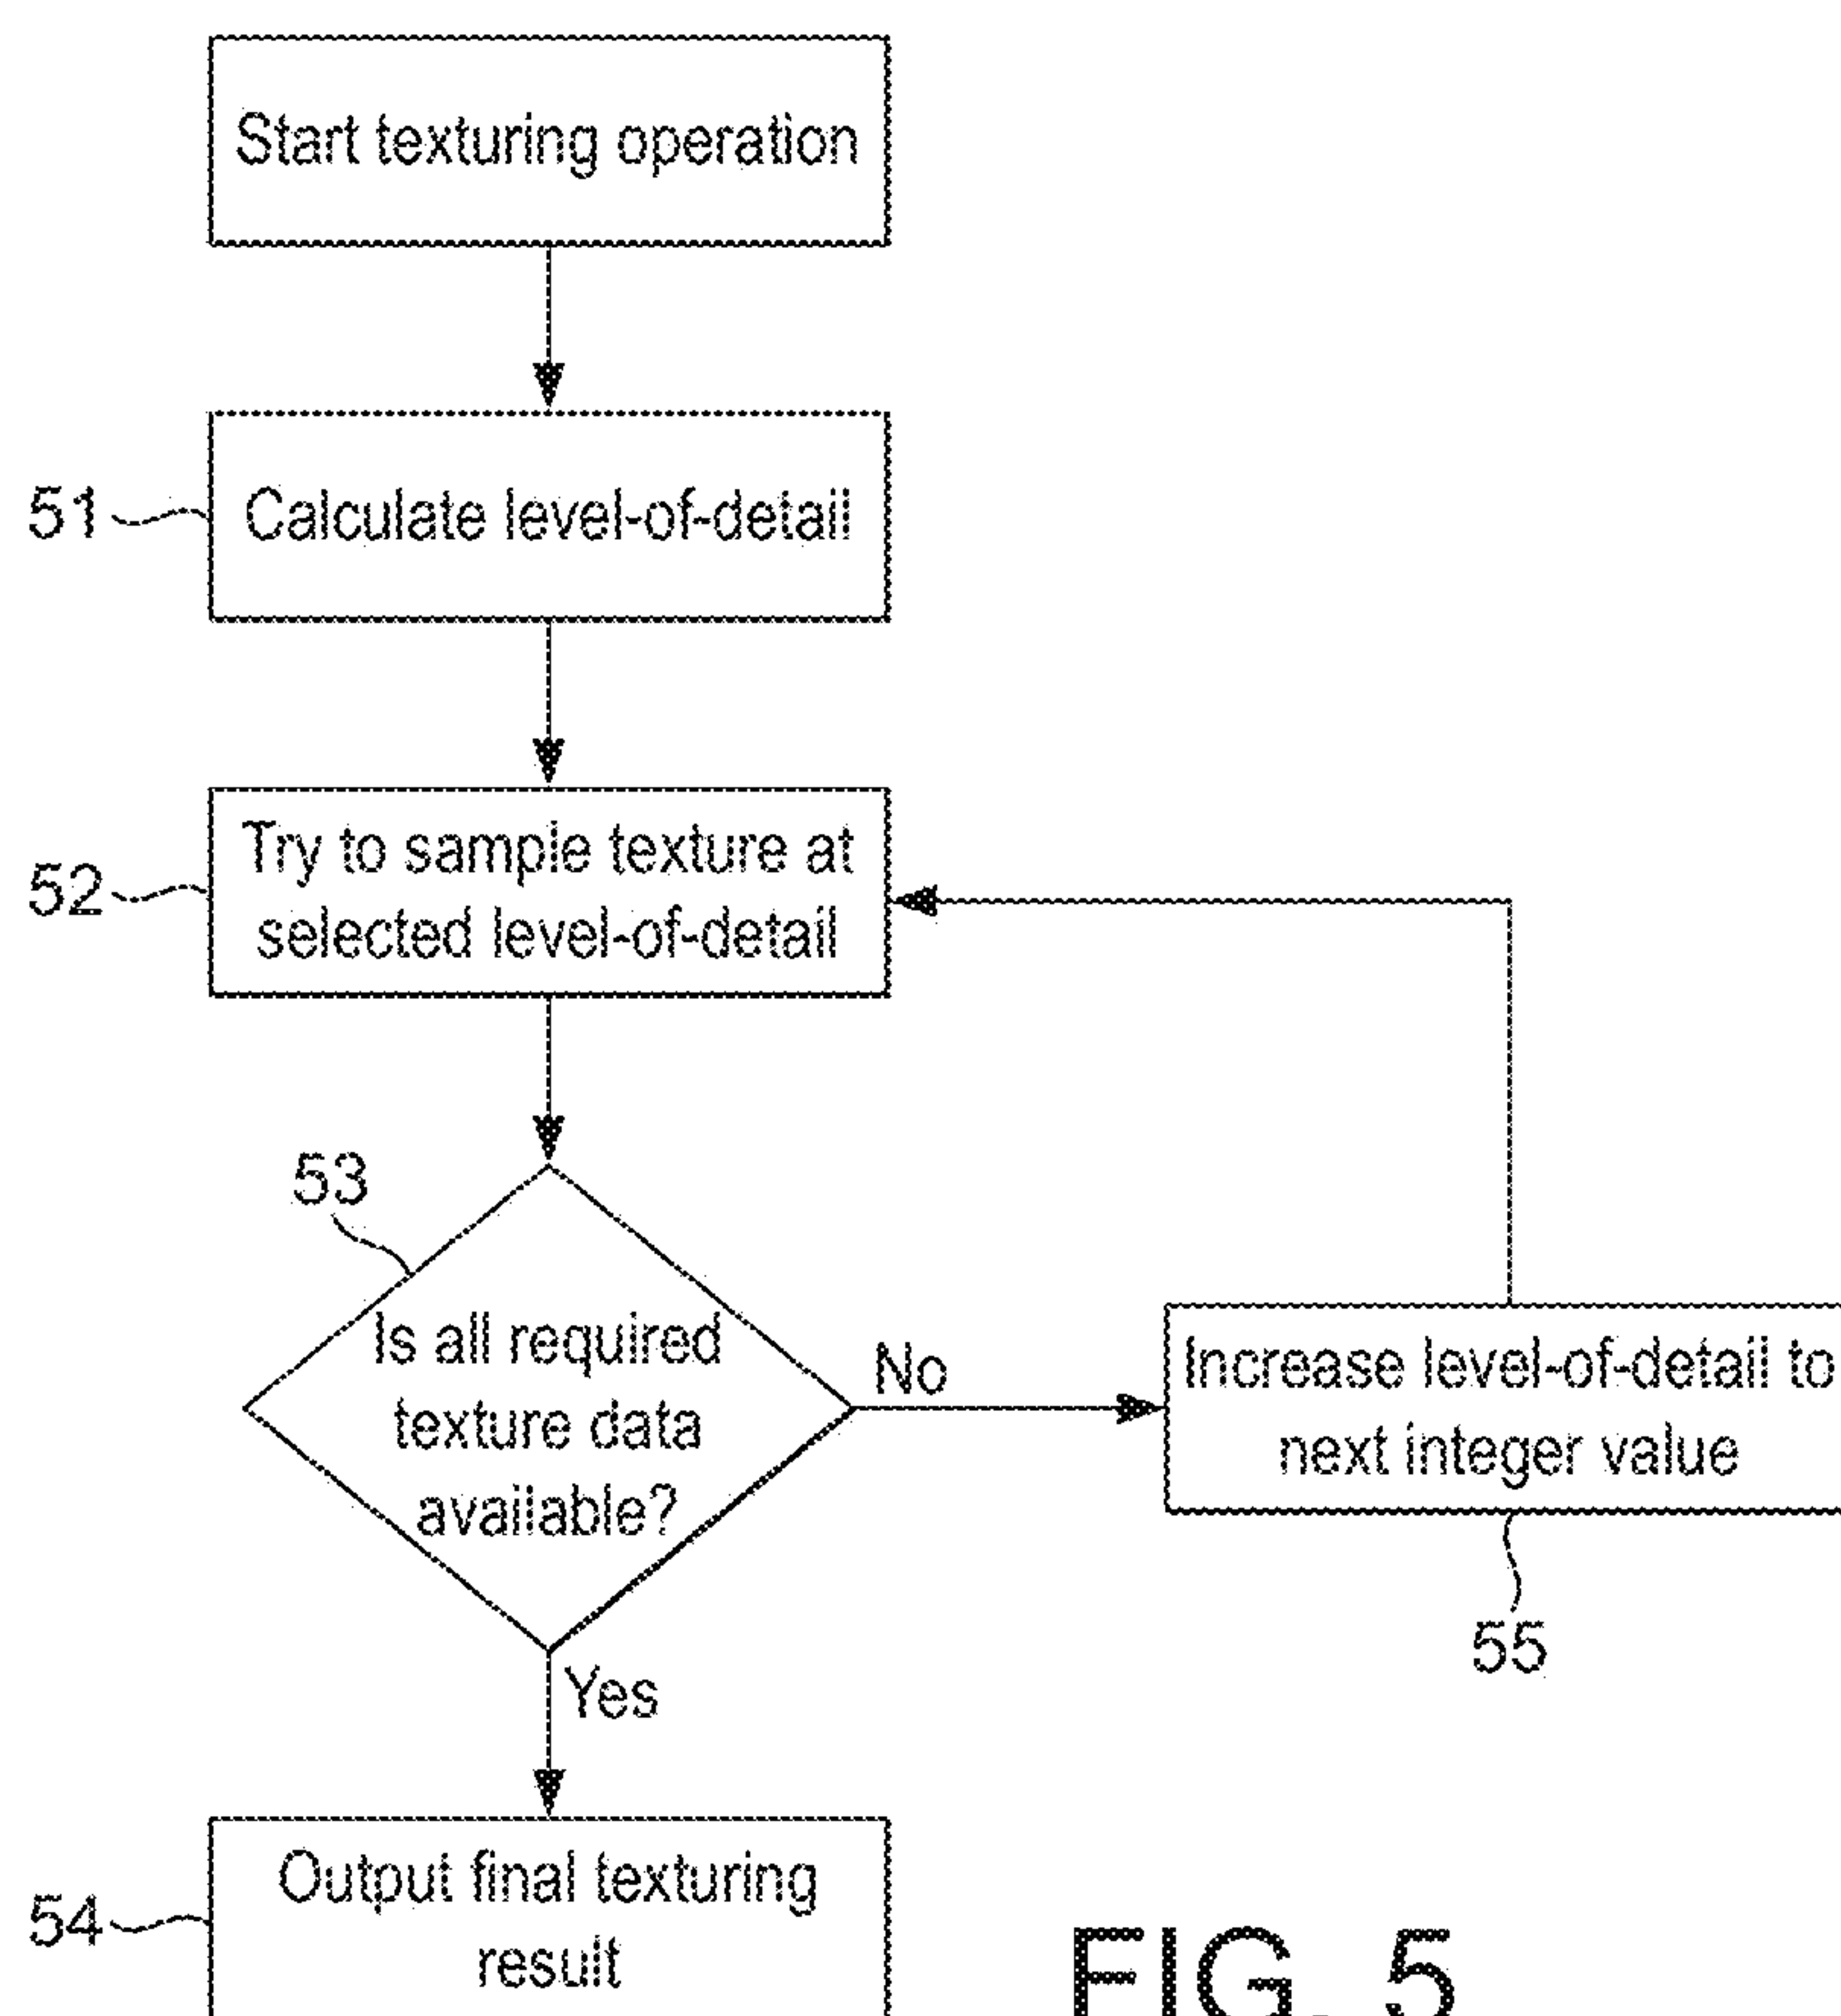 Start texturing operation
51
Calculate level-of-detail
52
Try to sample texture at
selected level-of-detail
53
Is all required
texture data
available?
No
Increase level-of-detail to
next integer value
55
Yes
54
Output final texturing
result
FIG. 5